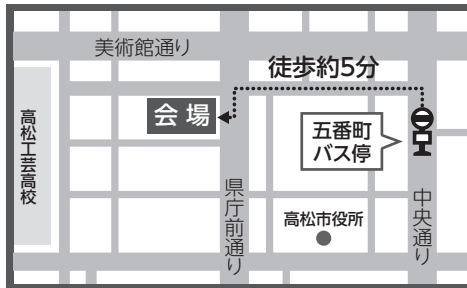 美術館通り
徒歩約5分
会場
五番町
バス停
高松工芸高校
県庁前通り
高松市役所
中央通り